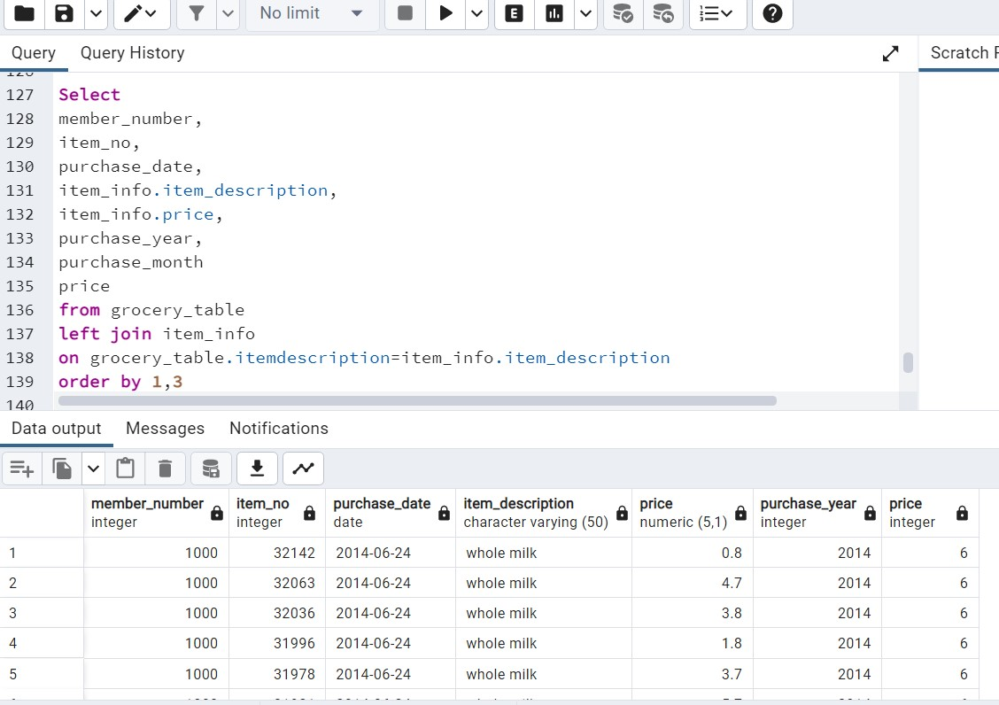 No limit
E
Query Query History Scratch P
127 Select
128 member_number,
129 item_no,
130 purchase_date,
131 item_info.item_description,
132 item_info.price,
133 purchase_year,
134 purchase_month
135 price
136 from grocery_table
137 left join item_info
138 on grocery_table.itemdescription=item_info.item_description
139 order by 1,3
140
Data output Messages Notifications
member_number item_no purchase_date item_description price purchase_year price
integer integer date character varying (50) numeric (5,1) integer integer
1 1000 32142 2014-06-24 whole milk 0.8 2014 6
2 1000 32063 2014-06-24 whole milk 4.7 2014 6
3 1000 32036 2014-06-24 whole milk 3.8 2014 6
4 1000 31996 2014-06-24 whole milk 1.8 2014 6
5 1000 31978 2014-06-24 whole milk 3.7 2014 6